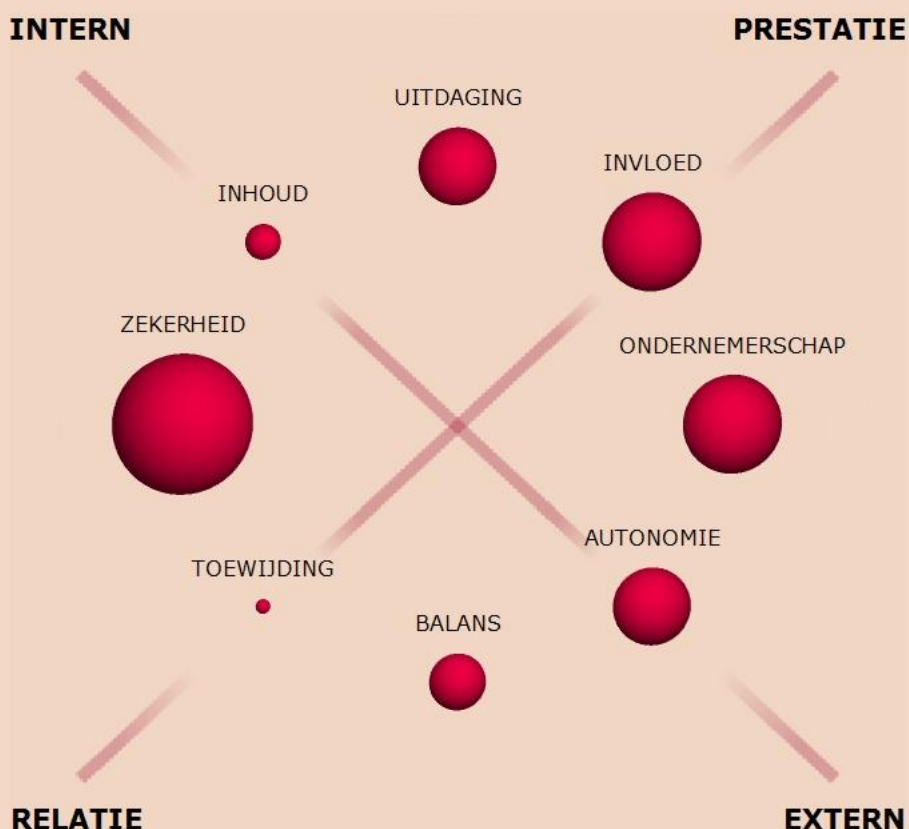 INTERN
PRESTATIE
UITDAGING
INVLOED
INHOUD
ZEKERHEID
ONDERNEMERSCHAP
AUTONOMIE
TOEWIJDING
BALANS
RELATIE
EXTERN